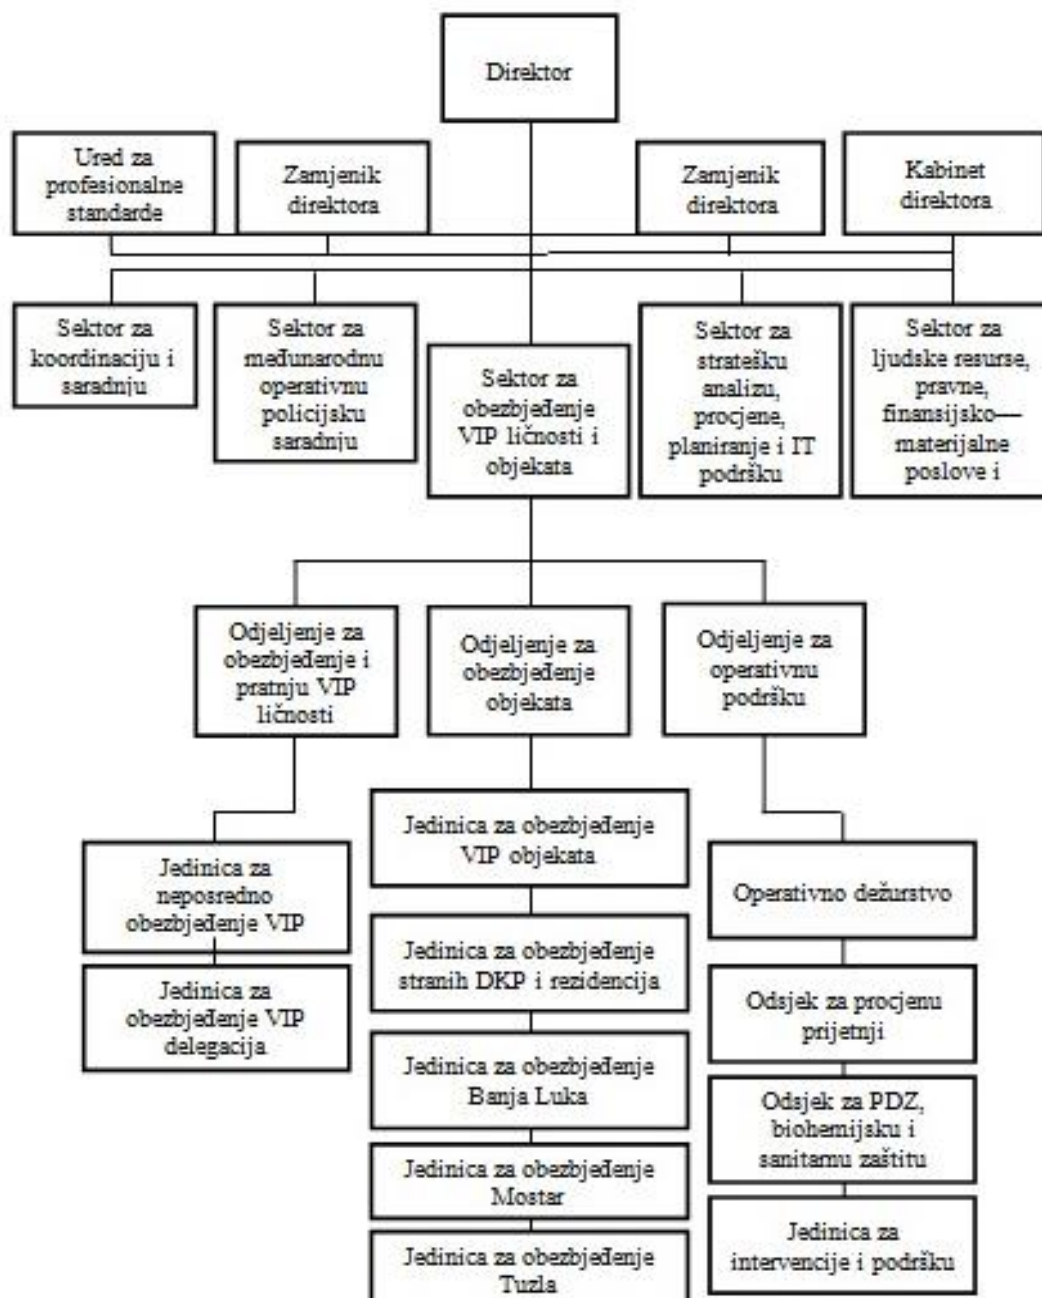 Direktor
Ured za
profesionalne
standarde
Zamjenik
direktora
Zamjenik
direktora
Kabinet
direktora
Sektor za
koordinaciju i
saradnju
Sektor za
međunarodnu
operativnu
policijsku
saradnju
Sektor za
obezbjeđenje
VIP ličnosti i
objekata
Sektor za
stratešku
analizu,
procjene,
planiranje i IT
podršku
Sektor za
ljudske resurse,
pravne,
finansijsko—
materijalne
poslove i
Odjeljenje za
obezbjeđenje i
pratnju VIP
ličnosti
Odjeljenje za
obezbjeđenje
objekata
Odjeljenje za
operativnu
podršku
Jedinica za
neposredno
obezbjeđenje VIP
Jedinica za
obezbjeđenje VIP
delegacija
Jedinica za obezbjeđenje
VIP objekata
Jedinica za obezbjeđenje
stranih DKP i rezidencija
Jedinica za obezbjeđenje
Banja Luka
Jedinica za obezbjeđenje
Mostar
Jedinica za obezbjeđenje
Tuzla
Operativno dežurstvo
Odsjek za procjenu
prijetnji
Odsjek za PDZ,
biohemijsku i
sanitarnu zaštitu
Jedinica za
intervencije i podršku